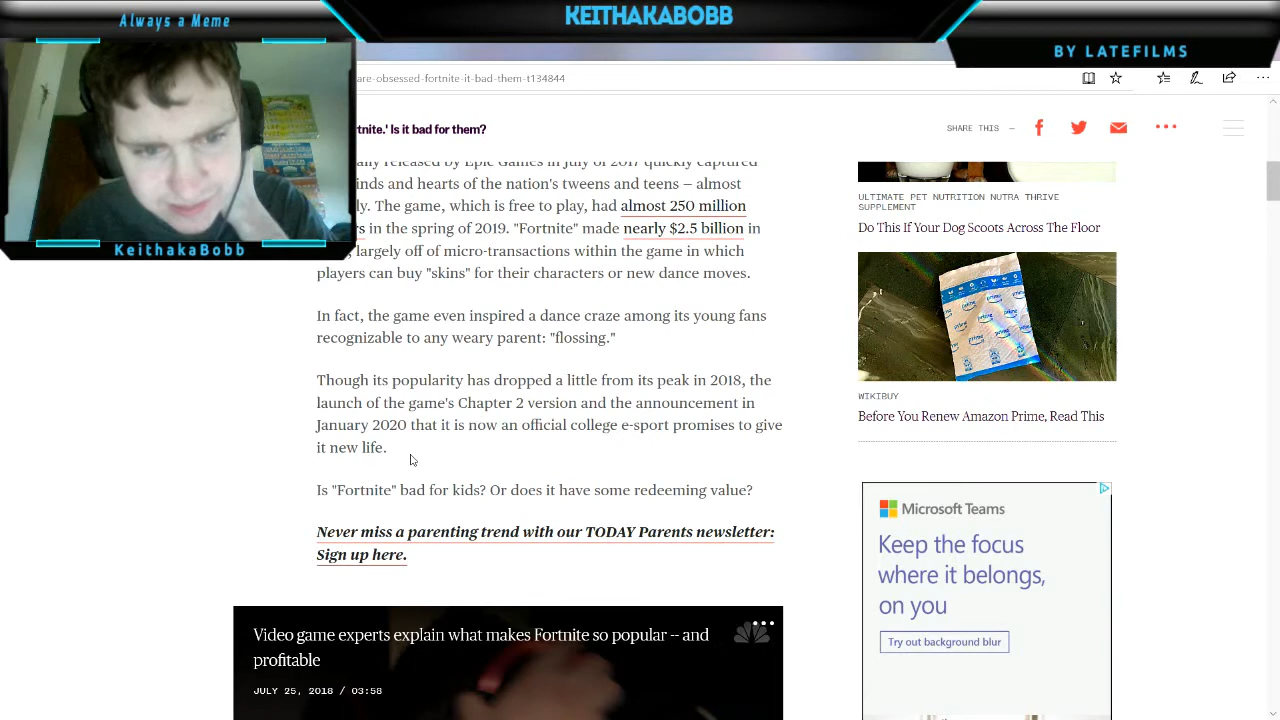 Always a Meme
KEITHAKABOBB
BY LATEFILMS
are-obsessed-fortnite-it-bad-them-t134844
KeithakaBobb
rtnite.' Is it bad for them?
SHARE THIS —
released by Epic Games in July of 2017 quickly captured
inds and hearts of the nation's tweens and teens — almost
ly. The game, which is free to play, had almost 250 million
s in the spring of 2019. "Fortnite" made nearly $2.5 billion in
largely off of micro-transactions within the game in which
players can buy "skins" for their characters or new dance moves.
In fact, the game even inspired a dance craze among its young fans
recognizable to any weary parent: "flossing."
Though its popularity has dropped a little from its peak in 2018, the
launch of the game's Chapter 2 version and the announcement in
January 2020 that it is now an official college e-sport promises to give
it new life.
Is "Fortnite" bad for kids? Or does it have some redeeming value?
Never miss a parenting trend with our TODAY Parents newsletter:
Sign up here.
Video game experts explain what makes Fortnite so popular -- and
profitable
JULY 25, 2018 / 03:58
ULTIMATE PET NUTRITION NUTRA THRIVE
SUPPLEMENT
Do This If Your Dog Scoots Across The Floor
prime
WIKIBUY
Before You Renew Amazon Prime, Read This
Microsoft Teams
Keep the focus
where it belongs,
on you
Try out background blur